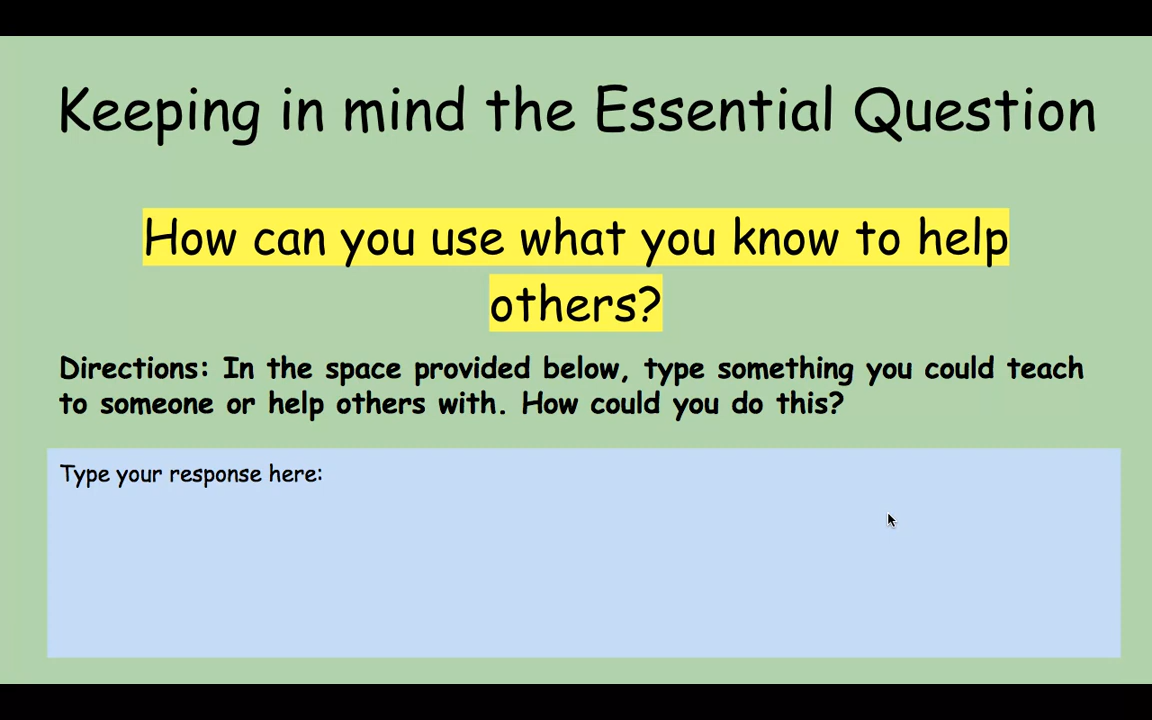 Keeping in mind the Essential Question
How can you use what you know to help
others?
Directions: In the space provided below, type something you could teach
to someone or help others with. How could you do this?
Type your response here: